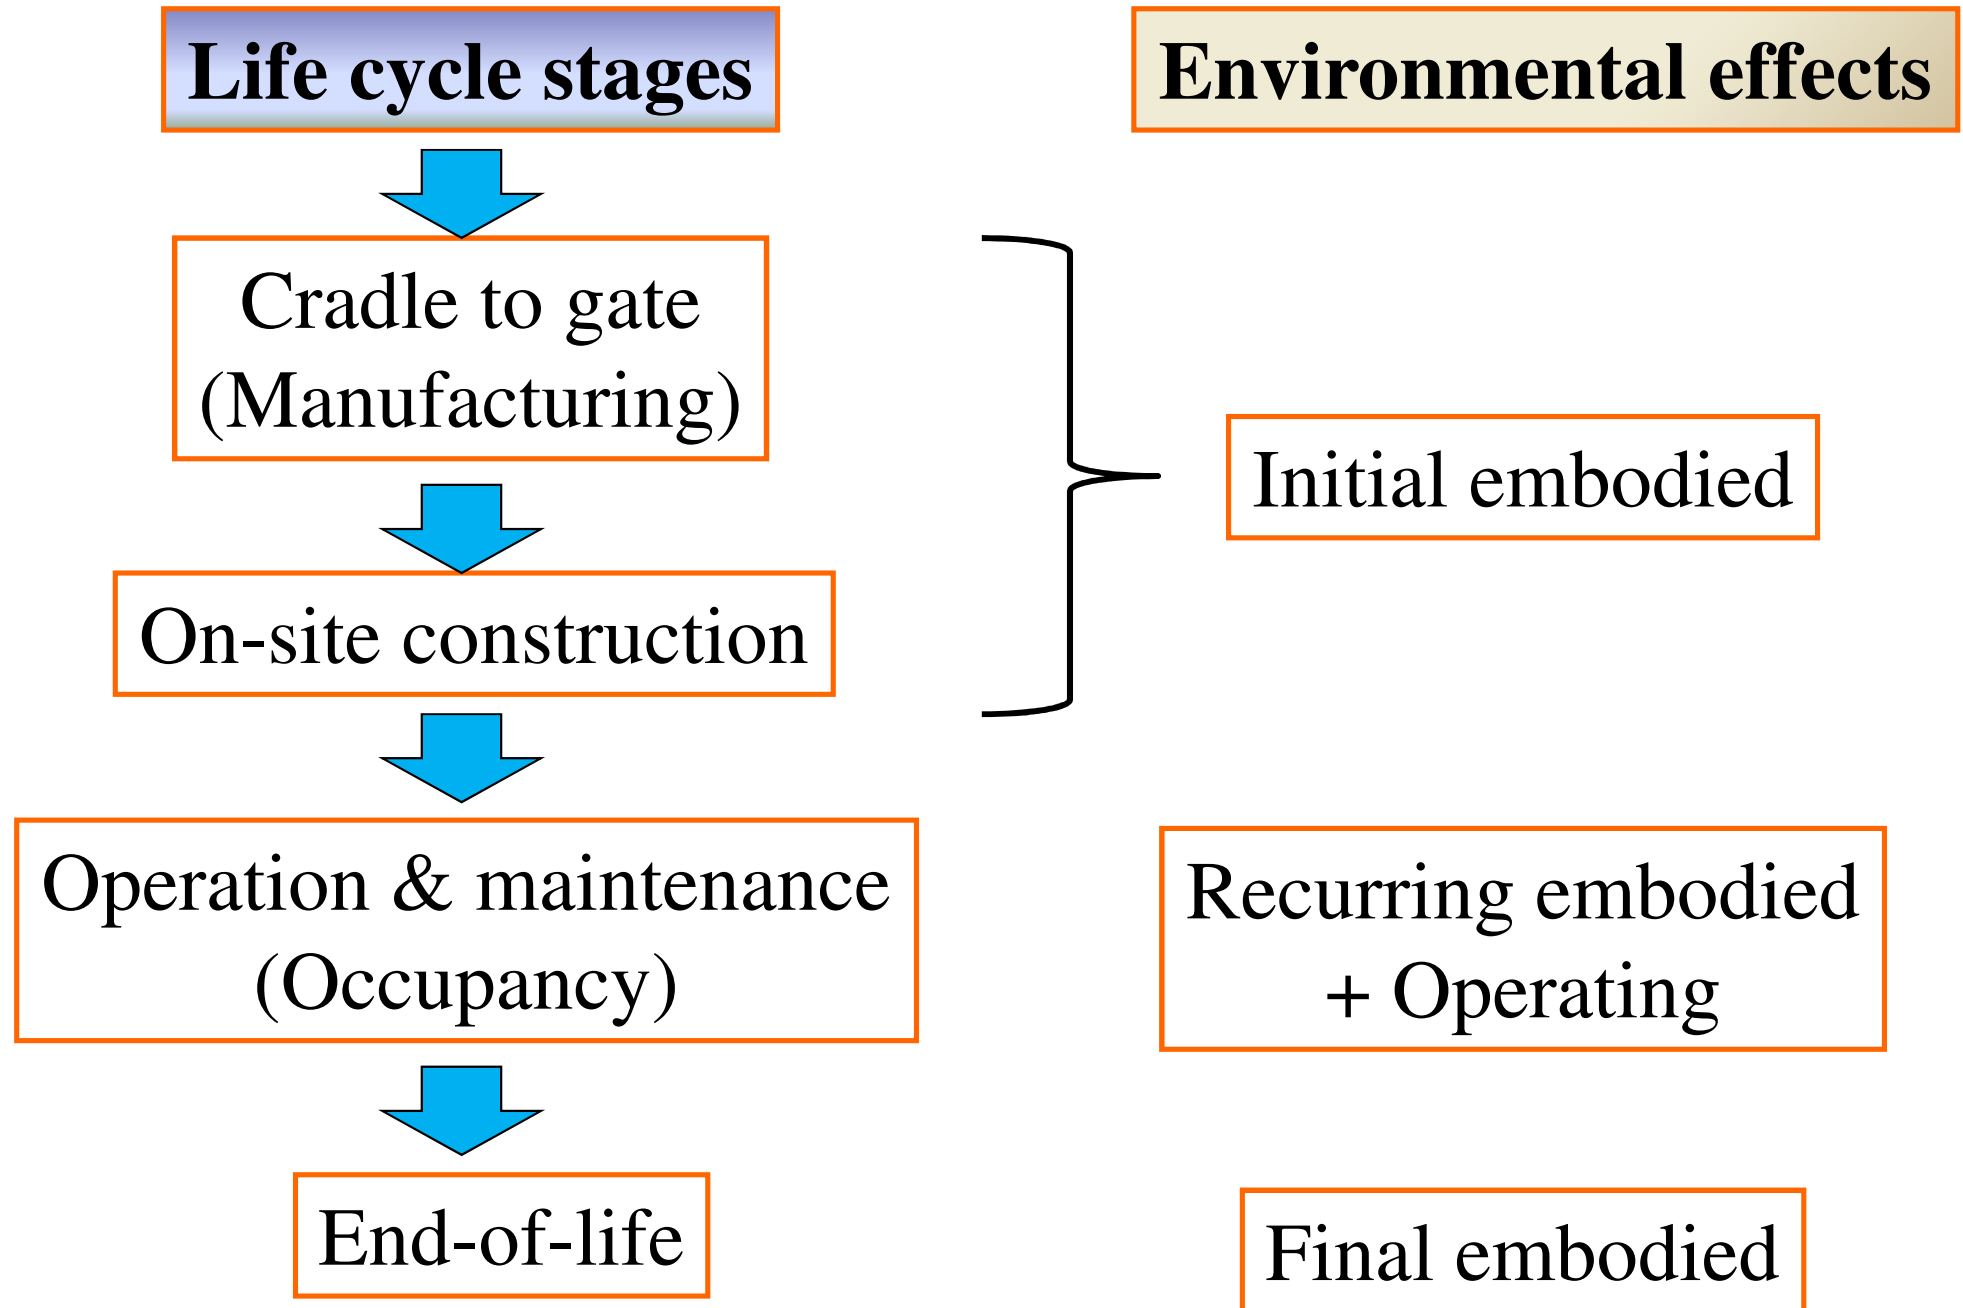 Life cycle stages
Environmental effects
Cradle to gate
(Manufacturing)
Initial embodied
On-site construction
Operation & maintenance
(Occupancy)
Recurring embodied
+ Operating
End-of-life
Final embodied